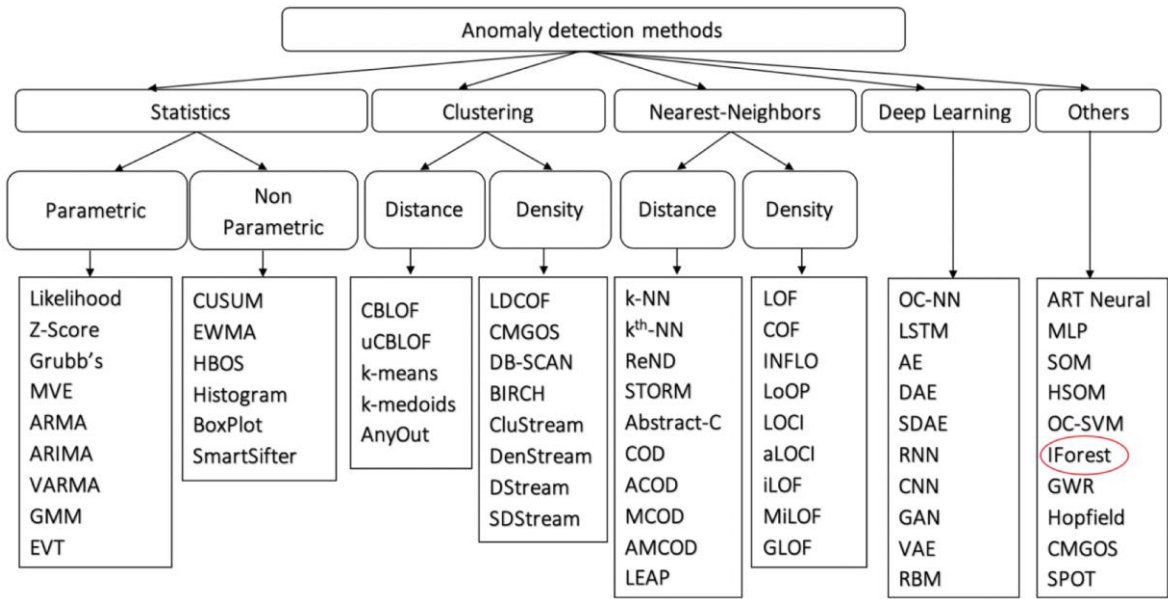 Anomaly detection methods
Statistics
Clustering
Nearest-Neighbors
Deep Learning
Others
Parametric
Non
Parametric
Distance
Density
Distance
Density
Likelihood
Z-Score
Grubb's
MVE
ARMA
ARIMA
VARMA
GMM
EVT
CUSUM
EWMA
HBOS
Histogram
BoxPlot
SmartSifter
CBLOF
uCBLOF
k-means
k-medoids
AnyOut
LDCOF
CMGOS
DB-SCAN
BIRCH
CluStream
DenStream
DStream
SDStream
k-NN
kth-NN
ReND
STORM
Abstract-C
COD
ACOD
MCOD
AMCOD
LEAP
LOF
COF
INFLO
LoOP
LOCI
aLOCI
iLOF
MiLOF
GLOF
OC-NN
LSTM
AE
DAE
SDAE
RNN
CNN
GAN
VAE
RBM
ART Neural
MLP
SOM
HSOM
OC-SVM
IForest
GWR
Hopfield
CMGOS
SPOT